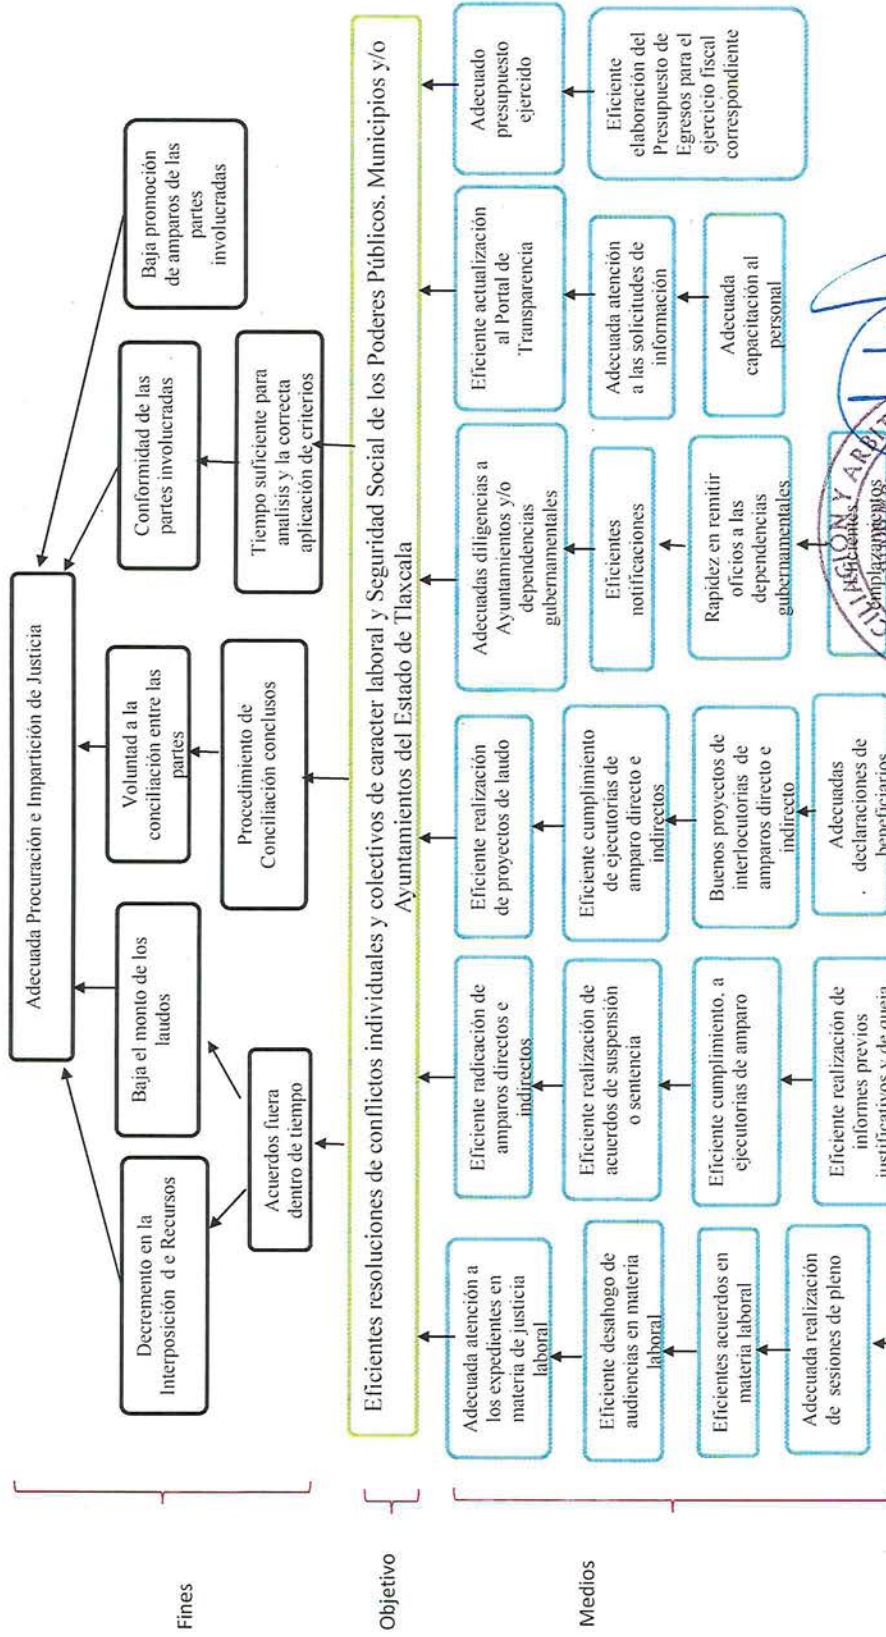 Fines
Adecuada Procuración e Impartición de Justicia
Decremento en la
Interposición d e Recursos
Baja el monto de los
laudos
Voluntad a la
conciliación entre las
partes
Conformidad de las
partes involucradas
Baja promoción
de amparos de las
partes
involucradas
Acuerdos fuera
dentro de tiempo
Procedimiento de
Conciliación conclusos
Tiempo suficiente para
analisis y la correcta
aplicación de criterios
Objetivo
Eficientes resoluciones de conflictos individuales y colectivos de caracter laboral y Seguridad Social de los Poderes Públicos, Municipios y/o
Ayuntamientos del Estado de Tlaxcala
Medios
Adecuada atención a
los expedientes en
materia de justicia
laboral
Eficiente desahogo de
audiencias en materia
laboral
Eficientes acuerdos en
materia laboral
Adecuada realización
de sesiones de pleno
Eficiente radicación de
amparos directos e
indirectos
Eficiente realización de
acuerdos de suspensión
o sentencia
Eficiente cumplimiento, a
ejecutorias de amparo
Eficiente realización de
informes previos
justificativos y de queja
Eficiente realización
de proyectos de laudo
Eficiente cumplimiento
de ejecutorias de
amparo directo e
indirectos
Buenos proyectos de
interlocutorias de
amparos directo e
indirecto
Adecuadas
declaraciones de
beneficiarios
Adecuadas diligencias a
Ayuntamientos y/o
dependencias
gubernamentales
Eficientes
notificaciones
Rapidez en remitir
oficios a las
dependencias
gubernamentales
Eficientes
emplazamientos
CILIACION Y ARBIT
Eficiente actualización
al Portal de
Transparencia
Adecuada atención
a las solicitudes de
información
Adecuada
capacitación al
personal
Adecuado
presupuesto
ejercido
Eficiente
elaboración del
Presupuesto de
Egresos para el
ejercicio fiscal
correspondiente